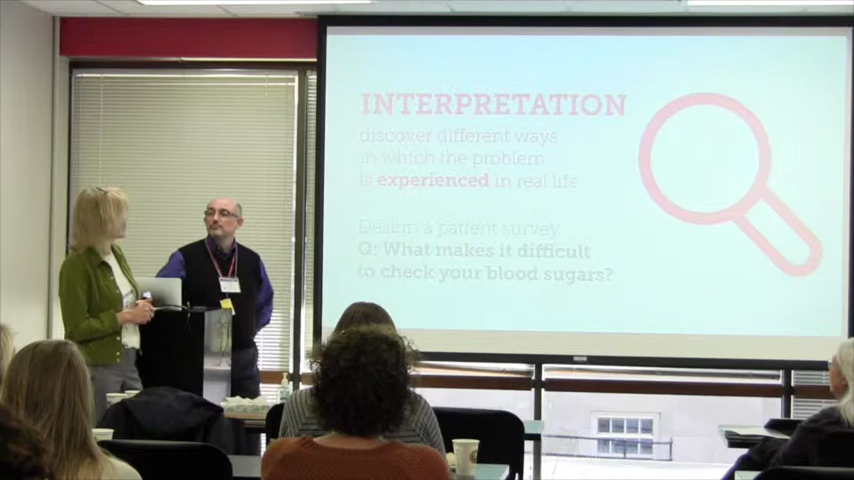 INTERPRETATION
discover different ways
in which the problem
is experienced in real life
Design a patient survey
Q: What makes it difficult
to check your blood sugars?